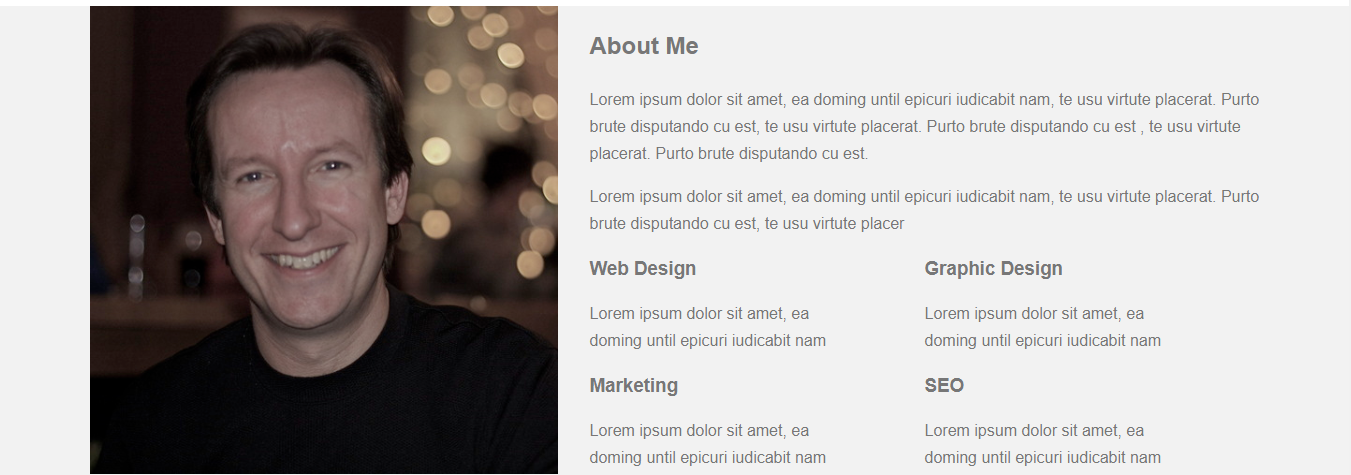 About Me
Lorem ipsum dolor sit amet, ea doming until epicuri iudicabit nam, te usu virtute placerat. Purto
brute disputando cu est, te usu virtute placerat. Purto brute disputando cu est , te usu virtute
placerat. Purto brute disputando cu est.
Lorem ipsum dolor sit amet, ea doming until epicuri iudicabit nam, te usu virtute placerat. Purto
brute disputando cu est, te usu virtute placer
Web Design
Lorem ipsum dolor sit amet, ea
doming until epicuri iudicabit nam
Graphic Design
Lorem ipsum dolor sit amet, ea
doming until epicuri iudicabit nam
Marketing
Lorem ipsum dolor sit amet, ea
doming until epicuri iudicabit nam
SEO
Lorem ipsum dolor sit amet, ea
doming until epicuri iudicabit nam